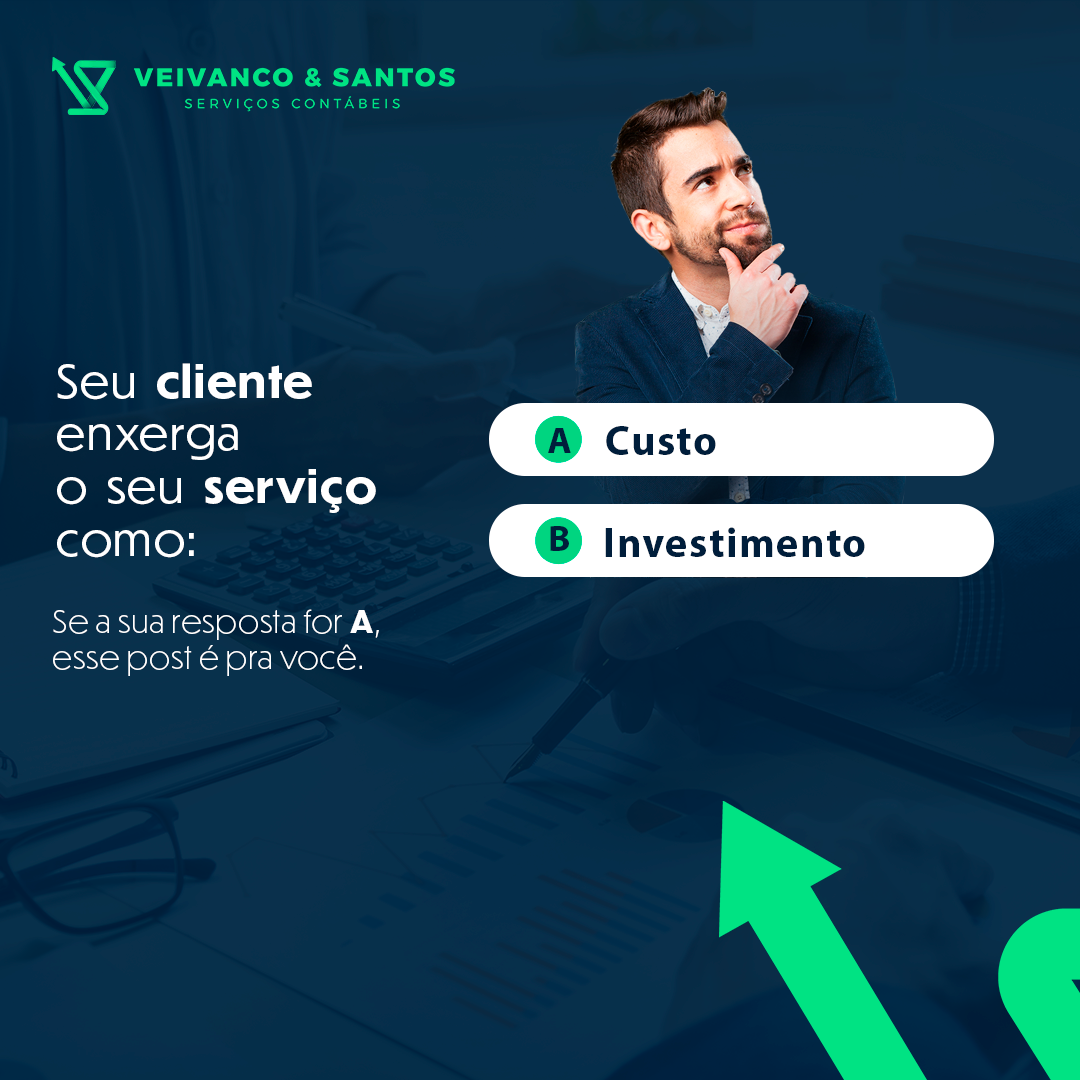 VEIVANCO & SANTOS
SERVIÇOS CONTÁBEIS
Seu cliente
enxerga
o seu serviço
como:
A Custo
B Investimento
Se a sua resposta for A,
esse post é pra você.